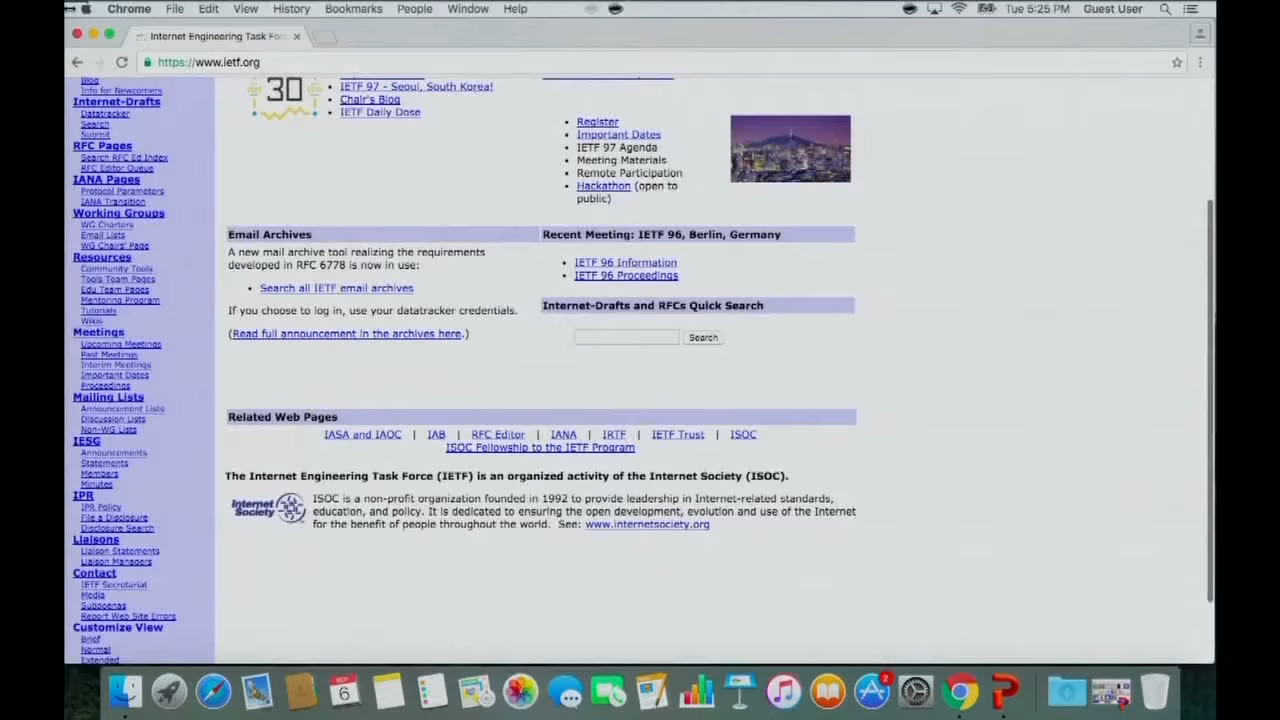 Chrome File Edit View History Bookmarks People Window Help
Tue 5:25 PM Guest User
Internet Engineering Task Forc
https://www.ietf.org
Blog
Info for Newcomers
Internet-Drafts
Datatracker
Search
Submit
RFC Pages
Search RFC Ed Index
RFC Editor Queue
IANA Pages
Protocol Parameters
IANA Transition
Working Groups
WG Charters
Email Lists
WG Chairs' Page
Resources
Community Tools
Tools Team Pages
Edu Team Pages
Mentoring Program
Tutorials
Wikis
Meetings
Upcoming Meetings
Past Meetings
Interim Meetings
Important Dates
Proceedings
Mailing Lists
Announcement Lists
Discussion Lists
Non-WG Lists
IESG
Announcements
Statements
Members
Minutes
IPR
IPR Policy
File a Disclosure
Disclosure Search
Liaisons
Liaison Statements
Liaison Managers
Contact
IETF Secretariat
Media
Subpoenas
Report Web Site Errors
Customize View
Brief
Normal
Extended
30
IETF 97 - Seoul, South Korea!
Chair's Blog
IETF Daily Dose
Register
Important Dates
IETF 97 Agenda
Meeting Materials
Remote Participation
Hackathon (open to
public)
Email Archives
A new mail archive tool realizing the requirements
developed in RFC 6778 is now in use:
Search all IETF email archives
If you choose to log in, use your datatracker credentials.
(Read full announcement in the archives here.)
Recent Meeting: IETF 96, Berlin, Germany
IETF 96 Information
IETF 96 Proceedings
Internet-Drafts and RFCs Quick Search
Search
Related Web Pages
IASA and IAOC | IAB | RFC Editor | IANA | IRTF | IETF Trust | ISOC
ISOC Fellowship to the IETF Program
The Internet Engineering Task Force (IETF) is an organized activity of the Internet Society (ISOC).
Internet
Society
ISOC is a non-profit organization founded in 1992 to provide leadership in Internet-related standards,
education, and policy. It is dedicated to ensuring the open development, evolution and use of the Internet
for the benefit of people throughout the world. See: www.internetsociety.org
SEP
6
2